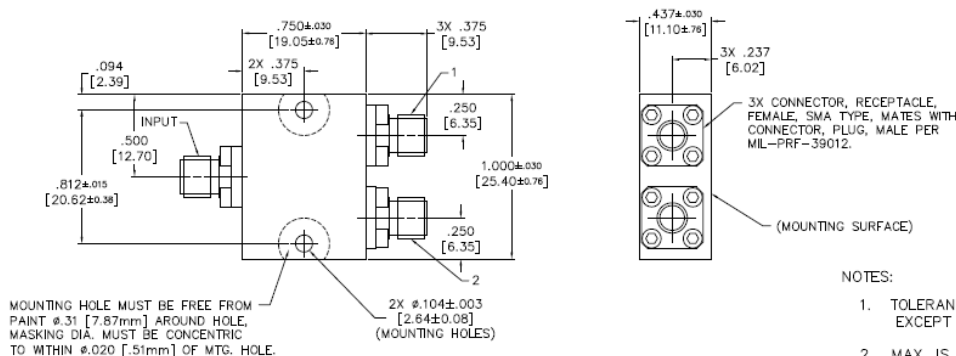 .750±.030
[19.05±0.76]
3X .375
[9.53]
2X .375
[9.53]
.094
[2.39]
1
.250
[6.35]
INPUT
.500
[12.70]
.812±.015
[20.62±0.38]
1.000±.030
[25.40±0.76]
.250
[6.35]
2
MOUNTING HOLE MUST BE FREE FROM
PAINT ø.31 [7.87mm] AROUND HOLE,
MASKING DIA. MUST BE CONCENTRIC
TO WITHIN ø.020 [.51mm] OF MTG. HOLE.
2X ø.104±.003
[2.64±0.08]
(MOUNTING HOLES)
.437±.030
[11.10±.76]
3X .237
[6.02]
3X CONNECTOR, RECEPTACLE,
FEMALE, SMA TYPE, MATES WITH
CONNECTOR, PLUG, MALE PER
MIL-PRF-39012.
(MOUNTING SURFACE)
NOTES:
1. TOLERAN
EXCEPT
2. MAX. IS